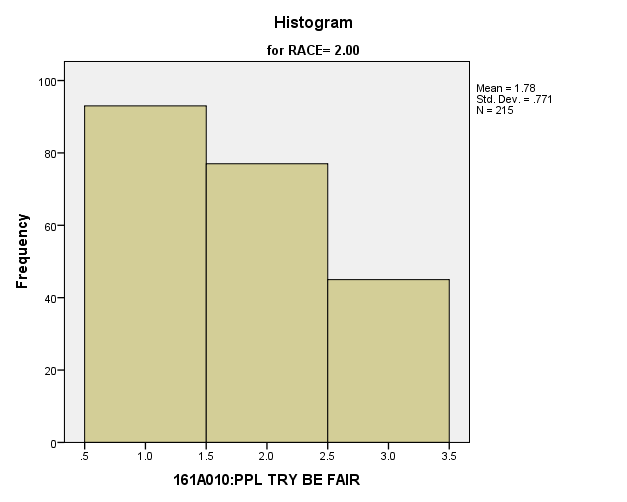 Histogram
for RACE= 2.00
Mean = 1.78
Std. Dev. = .771
N = 215
Frequency
100
80
60
40
20
0
.5 1.0 1.5 2.0 2.5 3.0 3.5
161A010:PPL TRY BE FAIR